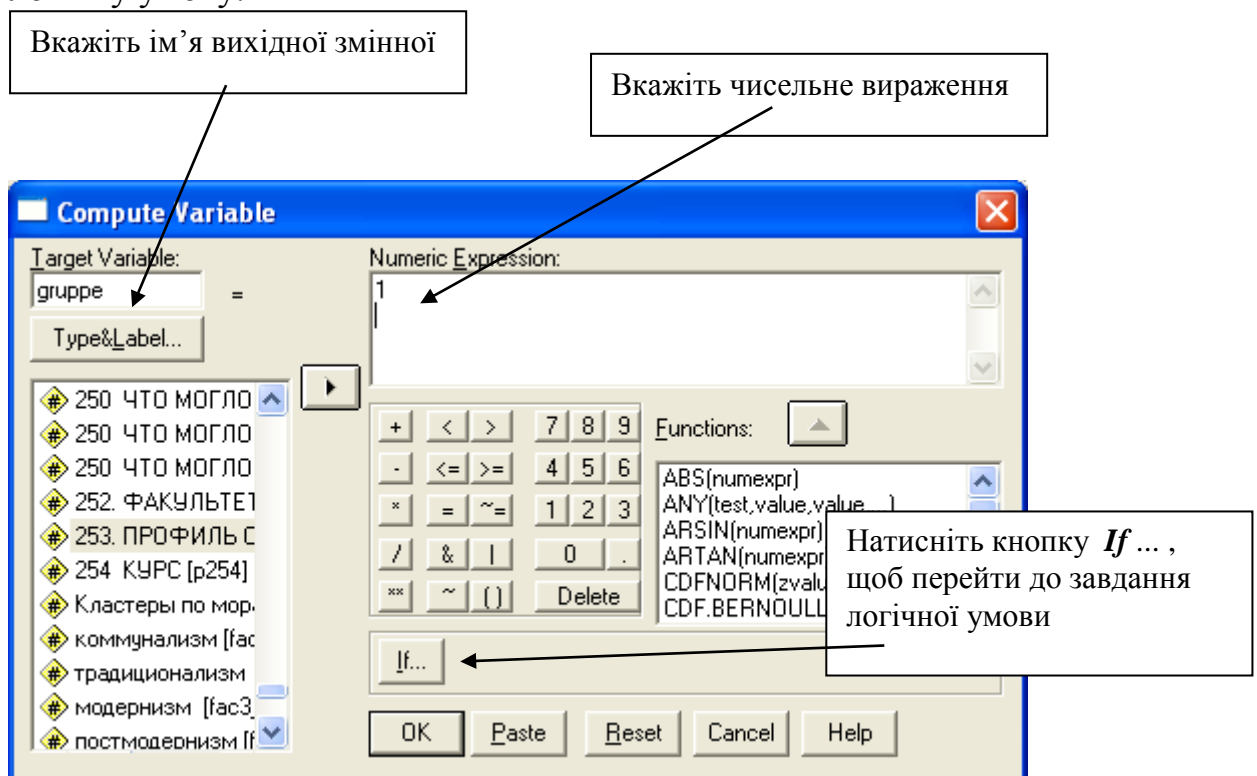 Вкажіть ім’я вихідної змінної
Вкажіть чисельне вираження
Compute Variable
Target Variable:
gruppe
=
Type&Label...
Numeric Expression:
1
250 ЧТО МОГЛО
250 ЧТО МОГЛО
250 ЧТО МОГЛО
252. ФАКУЛЬТЕТ
253. ПРОФИЛЬ С
254 КУРС [p254]
Кластеры по мор
коммунализм [fac
традиционализм
модернизм [fac3_
постмодернизм [f
+ < > 7 8 9
- <= >= 4 5 6
* = ~= 1 2 3
/ & | 0 .
** ~ () Delete
Functions:
ABS(numexpr)
ANY(test,value,value,...)
ARSIN(numexpr)
ARTAN(numexpr
CDFNORM(zvalu
CDF.BERNOULL
If...
Натисніть кнопку If ... ,
щоб перейти до завдання
логічної умови
OK Paste Reset Cancel Help